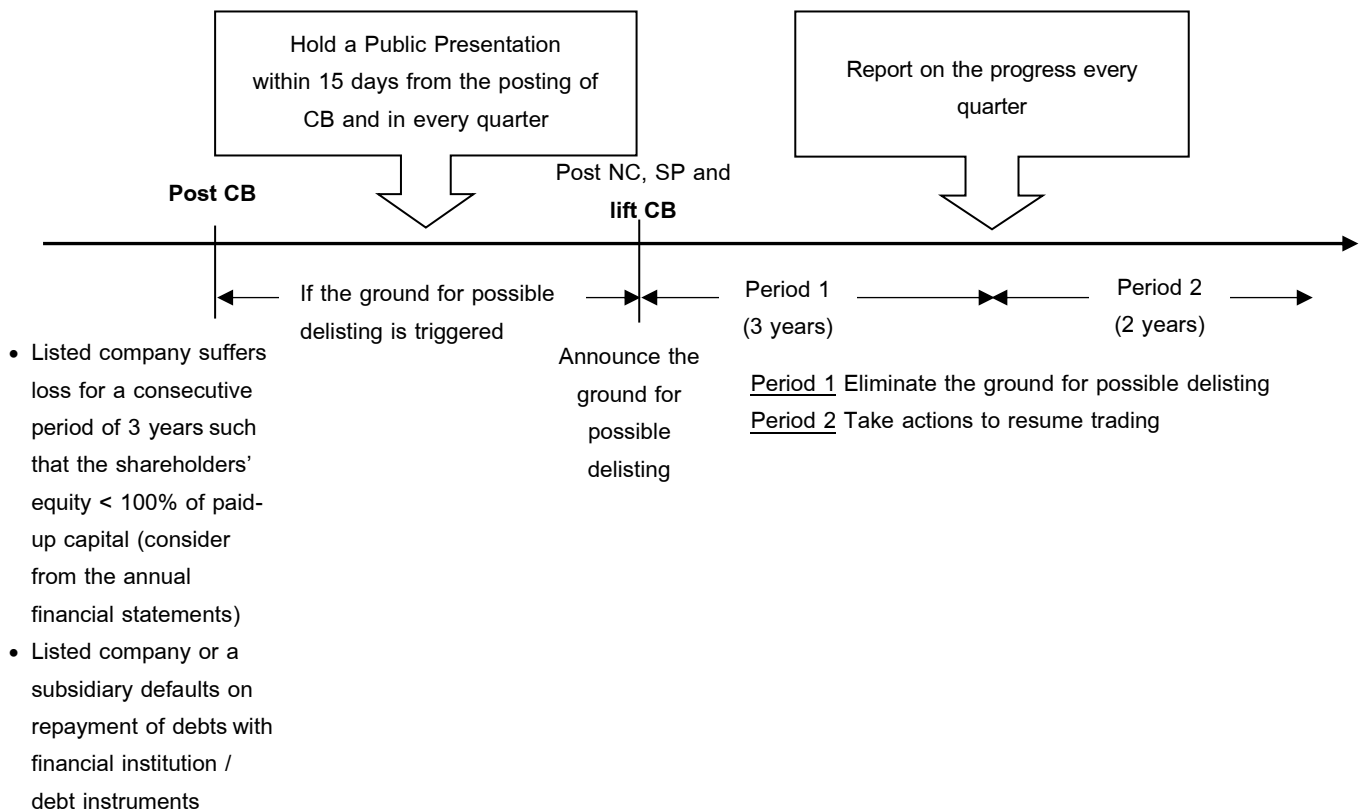 Hold a Public Presentation
within 15 days from the posting of
CB and in every quarter
Report on the progress every
quarter
Post CB
Post NC, SP and
lift CB
If the ground for possible
delisting is triggered
Period 1
(3 years)
Period 2
(2 years)
• Listed company suffers
loss for a consecutive
period of 3 years such
that the shareholders’
equity < 100% of paid-
up capital (consider
from the annual
financial statements)
• Listed company or a
subsidiary defaults on
repayment of debts with
financial institution /
debt instruments
Announce the
ground for
possible
delisting
Period 1 Eliminate the ground for possible delisting
Period 2 Take actions to resume trading